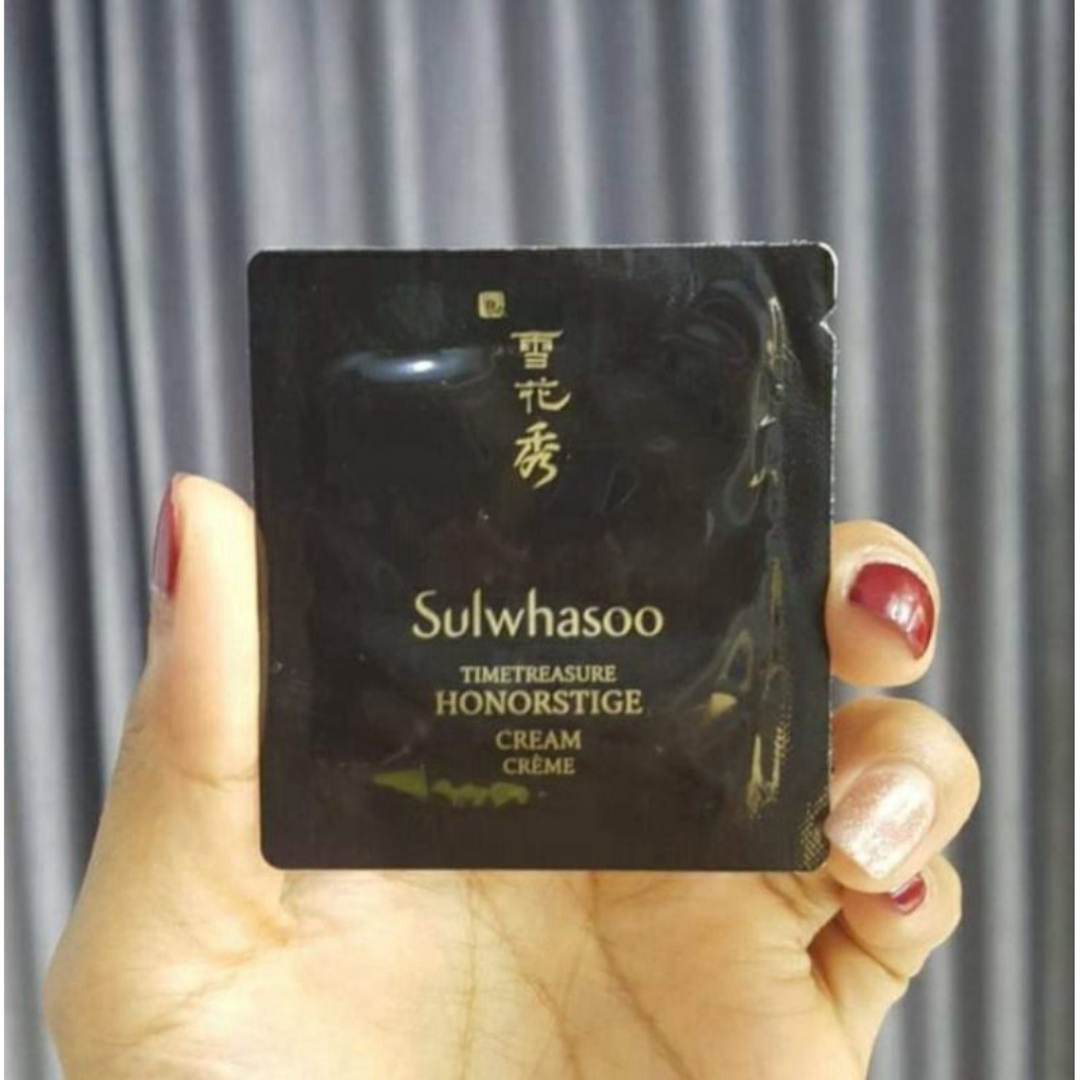 雪花秀
Sulwhasoo
TIMETREASURE
HONORSTIGE
CREAM
CRÈME